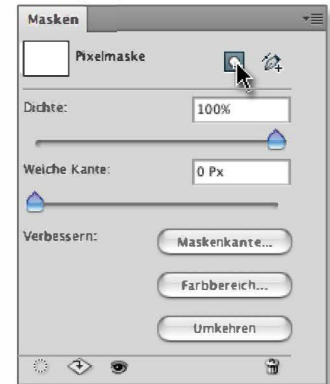 Masken
Pixelmaske
Dichte: 100%
Weiche Kante: 0 Px
Verbessern: Maskenkante...
Farbbereich...
Umkehren